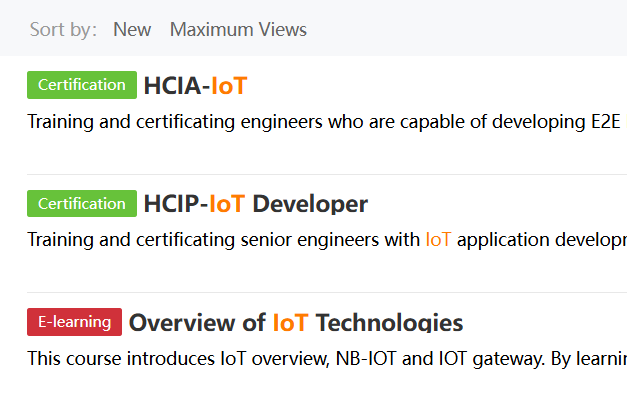 Sort by: New Maximum Views
Certification HCIA-IoT
Training and certificating engineers who are capable of developing E2E
Certification HCIP-IoT Developer
Training and certificating senior engineers with IoT application
E-learning Overview of IoT Technologies
This course introduces IoT overview, NB-IOT and IOT gateway. By